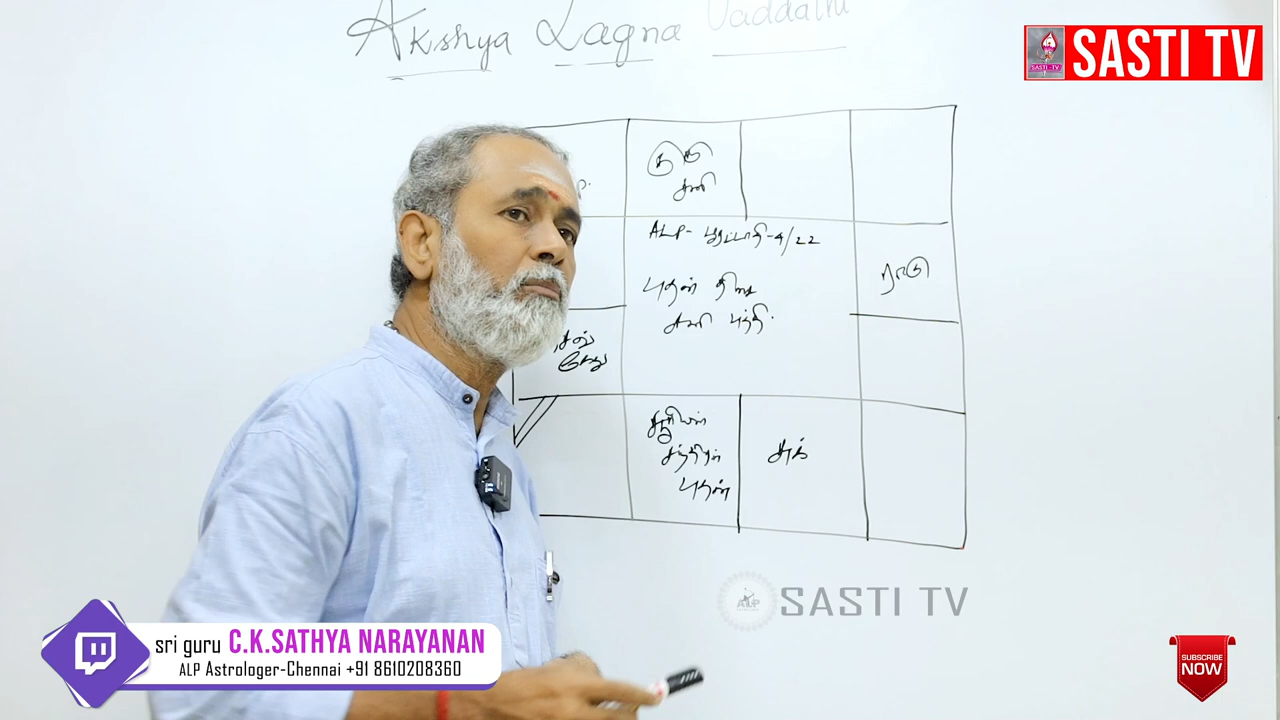 Akshya Lagna Paddathi
SASTI TV
குரு
சனி
ALP- பூரட்டாதி-4/22
ராகு
புதன் திசை
சனி புத்தி.
செவ்
கேது
சூரியன்
சந்திரன்
புதன்
சுக்
SASTI TV
sri guru C.K.SATHYA NARAYANAN
ALP Astrologer-Chennai +91 8610208360
SUBSCRIBE
NOW